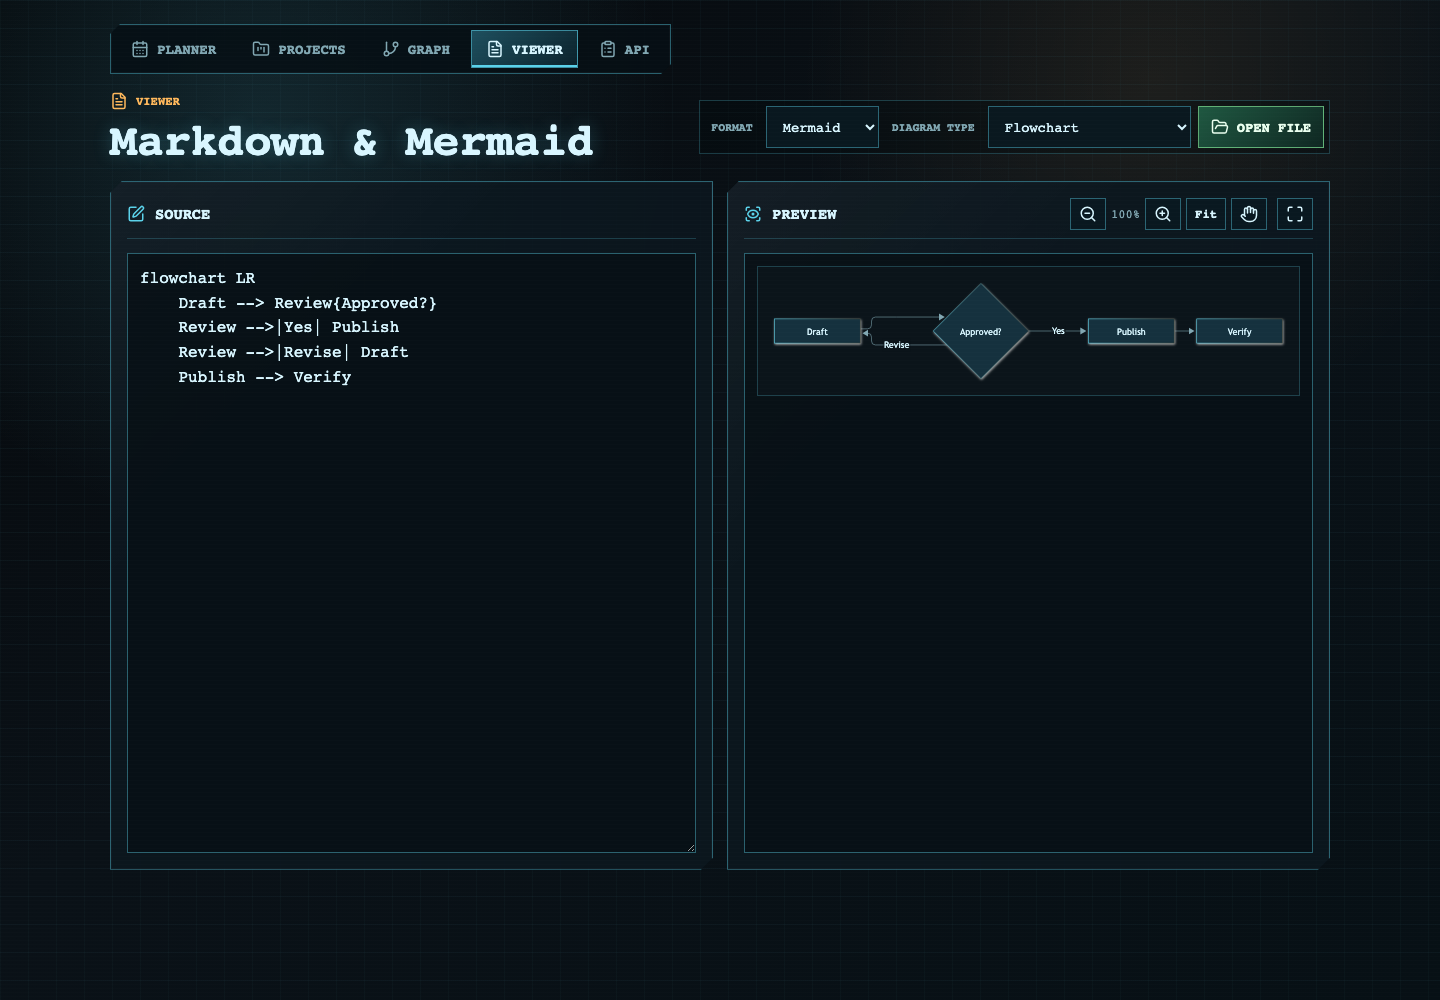 PLANNER
PROJECTS
GRAPH
VIEWER
API
VIEWER
Markdown & Mermaid
FORMAT
Mermaid
DIAGRAM TYPE
Flowchart
OPEN FILE
SOURCE
flowchart LR
    Draft --> Review{Approved?}
    Review -->|Yes| Publish
    Review -->|Revise| Draft
    Publish --> Verify
PREVIEW
100%
Fit
Draft
Revise
Approved?
Yes
Publish
Verify